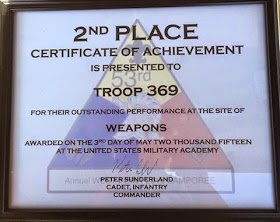 2ND PLACE
CERTIFICATE OF ACHIEVEMENT
IS PRESENTED TO
TROOP 369
FOR THEIR OUTSTANDING PERFORMANCE AT THE SITE OF
WEAPONS
AWARDED ON THE 3RD DAY OF MAY TWO THOUSAND FIFTEEN
AT THE UNITED STATES MILITARY ACADEMY
PETER SUNDERLAND
CADET, INFANTRY
COMMANDER
53rd
Annual